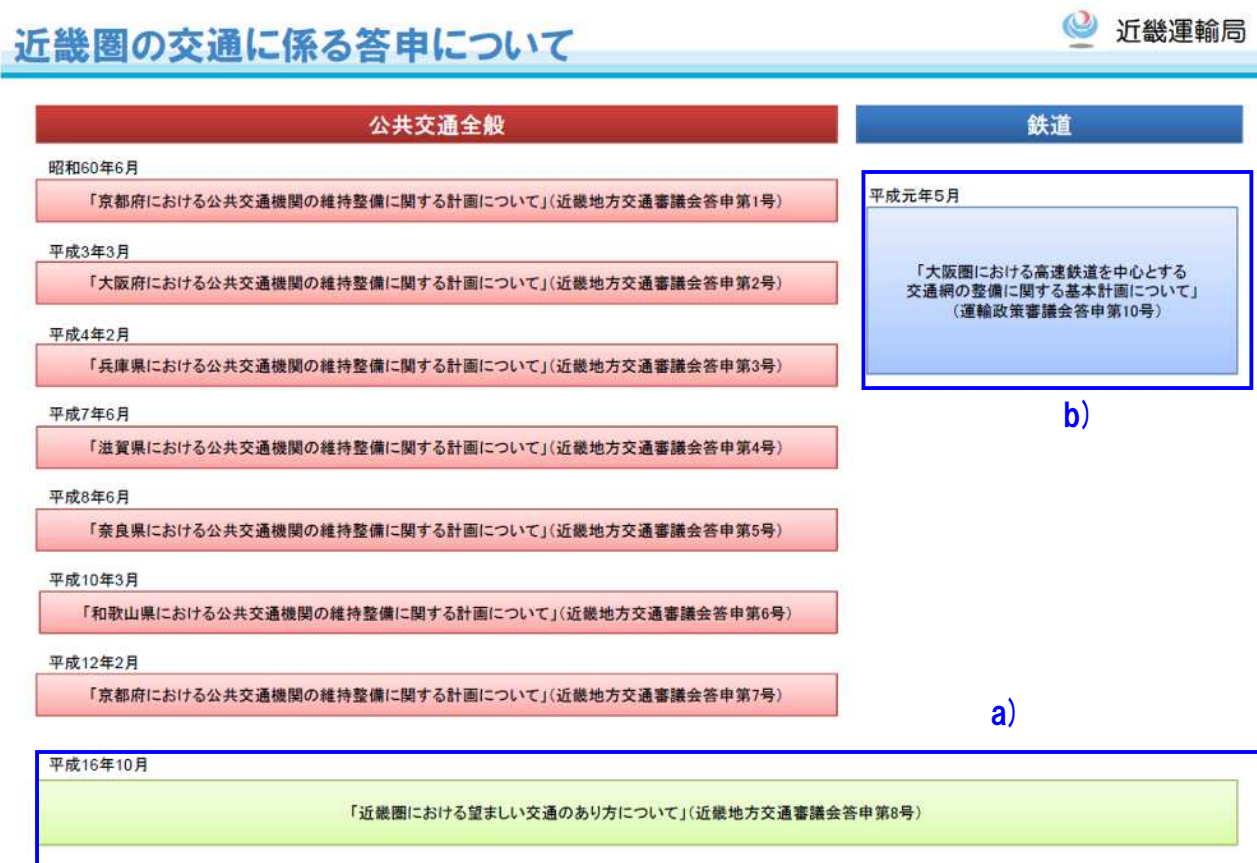 近畿圏の交通に係る答申について
近畿運輸局
公共交通全般
鉄道
昭和60年6月
「京都府における公共交通機関の維持整備に関する計画について」(近畿地方交通審議会答申第1号)
平成3年3月
「大阪府における公共交通機関の維持整備に関する計画について」(近畿地方交通審議会答申第2号)
平成4年2月
「兵庫県における公共交通機関の維持整備に関する計画について」(近畿地方交通審議会答申第3号)
平成7年6月
「滋賀県における公共交通機関の維持整備に関する計画について」(近畿地方交通審議会答申第4号)
平成8年6月
「奈良県における公共交通機関の維持整備に関する計画について」(近畿地方交通審議会答申第5号)
平成10年3月
「和歌山県における公共交通機関の維持整備に関する計画について」(近畿地方交通審議会答申第6号)
平成12年2月
「京都府における公共交通機関の維持整備に関する計画について」(近畿地方交通審議会答申第7号)
平成元年5月
「大阪圏における高速鉄道を中心とする
交通網の整備に関する基本計画について」
(運輸政策審議会答申第10号)
b)
a)
平成16年10月
「近畿圏における望ましい交通のあり方について」(近畿地方交通審議会答申第8号)